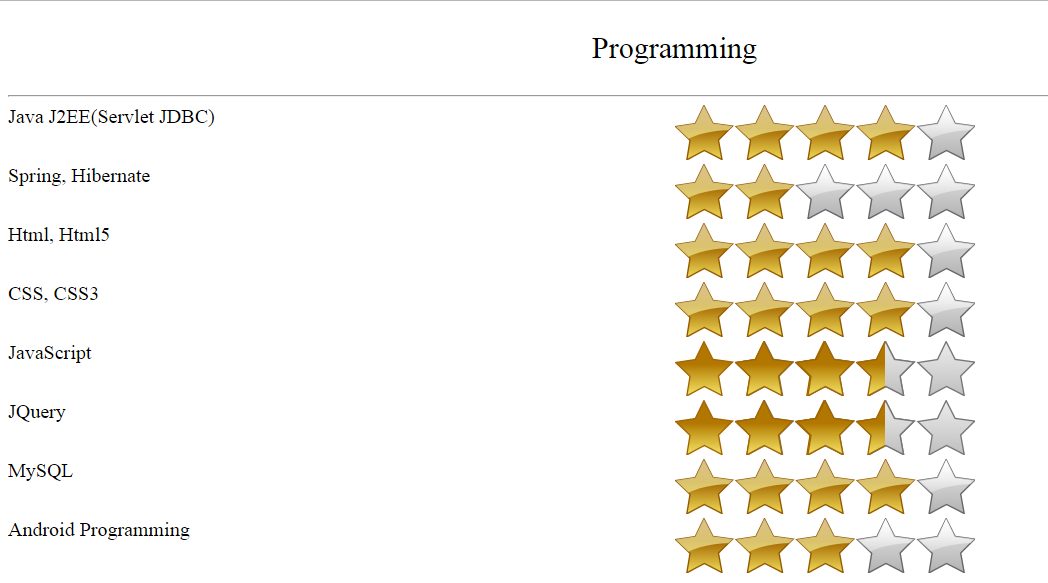 Programming
Java J2EE(Servlet JDBC)
Spring, Hibernate
Html, Html5
CSS, CSS3
JavaScript
JQuery
MySQL
Android Programming